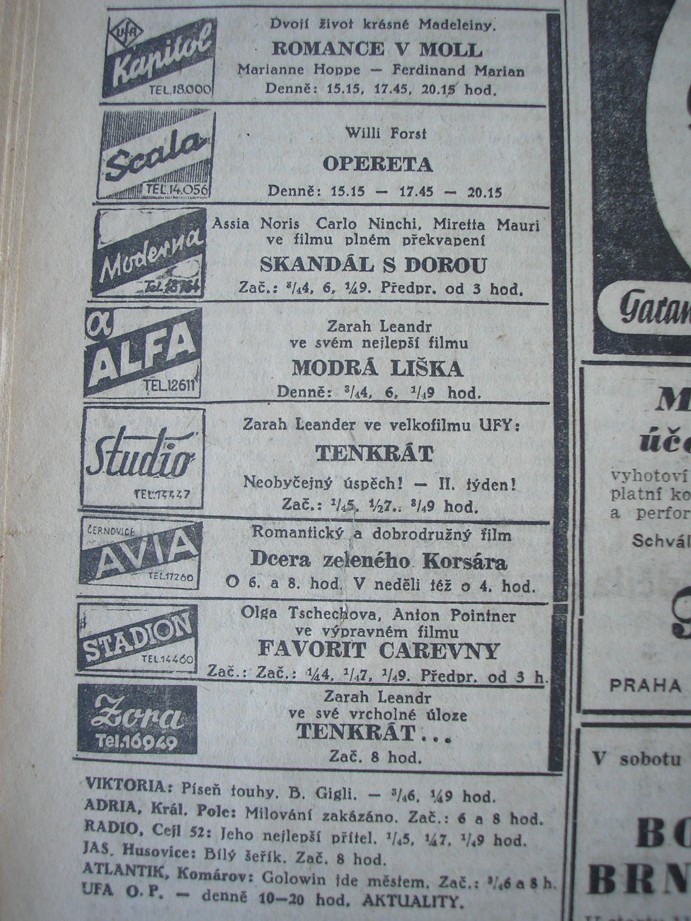 Ufa
Kapitol
TEL.18.000
Dvojí život krásné Madeleiny.
ROMANCE V MOLL
Marianne Hoppe — Ferdinand Marian
Denně: 15.15, 17.45, 20.15 hod.
Scala
TEL.14.056
Willi Forst
OPERETA
Denně: 15.15 — 17.45 — 20.15
Moderna
Assia Noris Carlo Ninchi, Miretta Mauri
ve filmu plném překvapení
SKANDÁL S DOROU
Zač.: ¾4, 6, ¼9. Předpr. od 3 hod.
α
ALFA
TEL.12611
Zarah Leandr
ve svém nejlepší filmu
MODRÁ LIŠKA
Denně: ¾4, 6, ¼9 hod.
Studio
TEL.14447
Zarah Leander ve velkofilmu UFY:
TENKRÁT
Neobyčejný úspěch! — II. týden!
Zač.: ¼5, ½7., ¾9 hod.
ČERNOVICE
AVIA
TEL.17260
Romantický a dobrodružný film
Dcera zeleného Korsára
O 6. a 8. hod. V neděli též o 4. hod.
STADION
TEL.14460
Olga Tschechova, Anton Pointner
ve výpravném filmu
FAVORIT CAREVNY
Zač.: Zač.: ¼4, ¼7, ¼9. Předpr. od 3 h.
Zora
Tel.16949
Zarah Leandr
ve své vrcholné úloze
TENKRÁT...
Zač. 8 hod.
VIKTORIA: Píseň touhy. B. Gigli. — ¾6, ¼9 hod.
ADRIA, Král. Pole: Milování zakázáno. Zač.: 6 a 8 hod.
RADIO, Cejl 52: Jeho nejlepší přítel. ¼5, ¼7, ¼9 hod.
JAS, Husovice: Bílý šeřík. Zač. 8 hod.
ATLANTIK, Komárov: Golowin jde městem. Zač.: ¾6 a 8 h.
UFA O. P. — denně 10—20 hod. AKTUALITY.
Garan
M
úče
vyhotoví
platní ko
a perfor
Schvál
PRAHA
V sobotu
BO
BRN